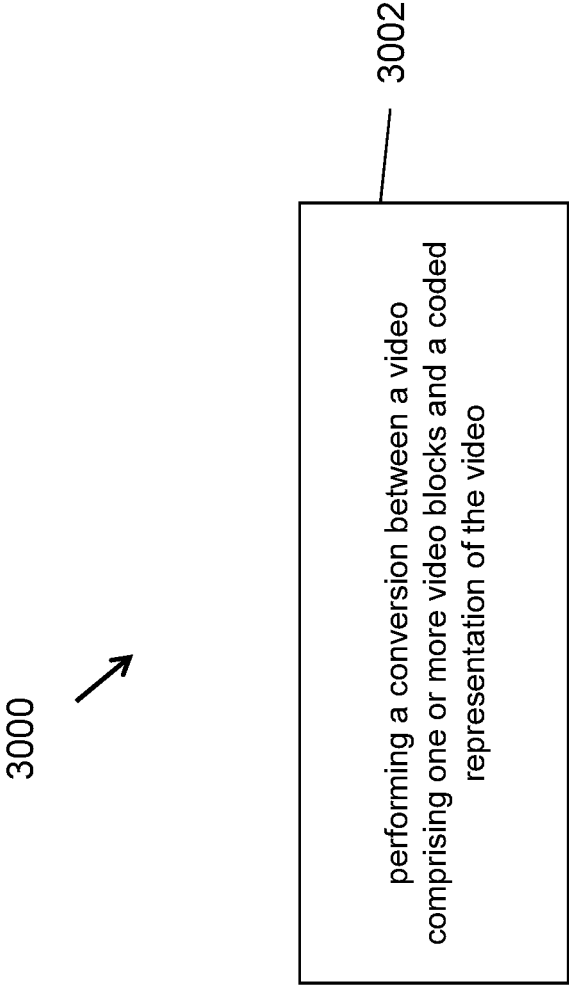 3000
3002
performing a conversion between a video
comprising one or more video blocks and a coded
representation of the video